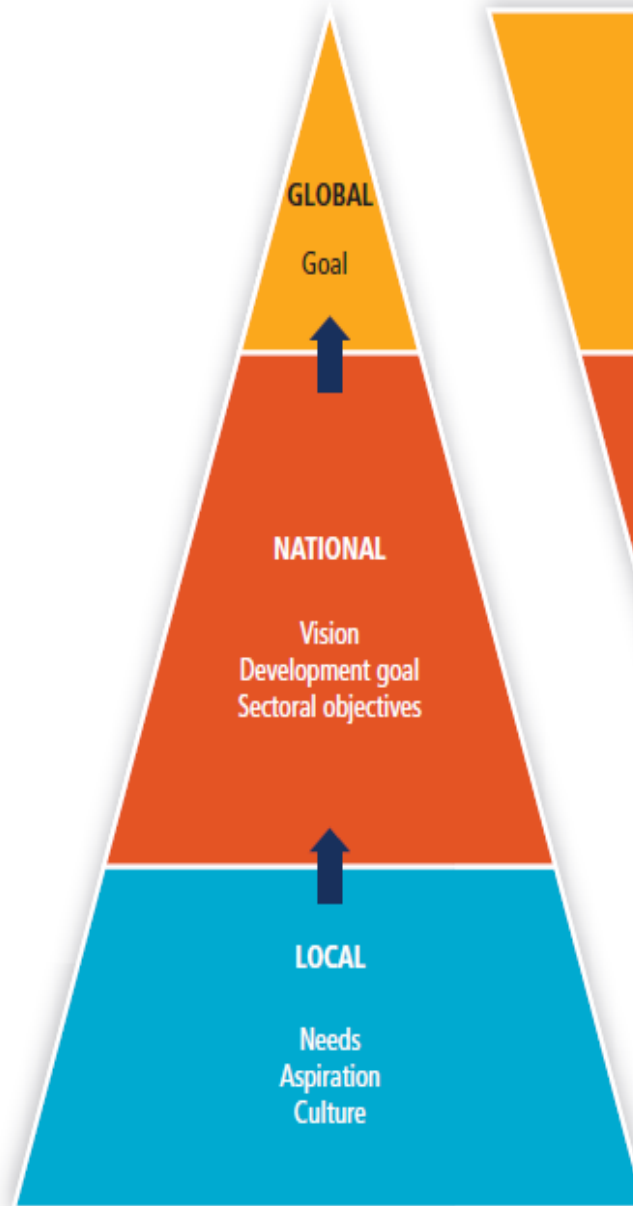 GLOBAL
Goal
NATIONAL
Vision
Development goal
Sectoral objectives
LOCAL
Needs
Aspiration
Culture